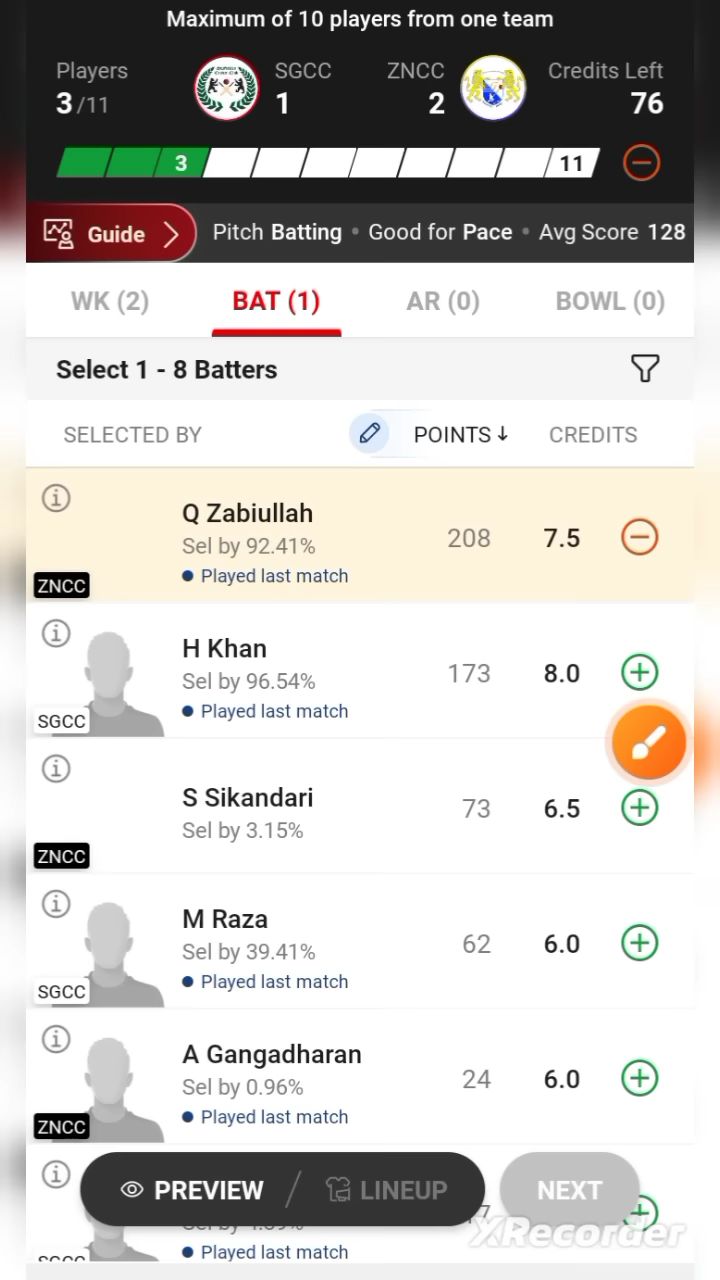 Maximum of 10 players from one team
Players SGCC ZNCC Credits Left
3/11 1 2 76
3 11
Guide Pitch Batting • Good for Pace • Avg Score 128
WK (2) BAT (1) AR (0) BOWL (0)
Select 1 - 8 Batters
SELECTED BY POINTS↓ CREDITS
Q Zabiullah
Sel by 92.41% 208 7.5
Played last match
ZNCC
H Khan
Sel by 96.54% 173 8.0
Played last match
SGCC
S Sikandari
Sel by 3.15% 73 6.5
ZNCC
M Raza
Sel by 39.41% 62 6.0
Played last match
SGCC
A Gangadharan
Sel by 0.96% 24 6.0
Played last match
ZNCC
PREVIEW / LINEUP NEXT
XRecorder
Played last match